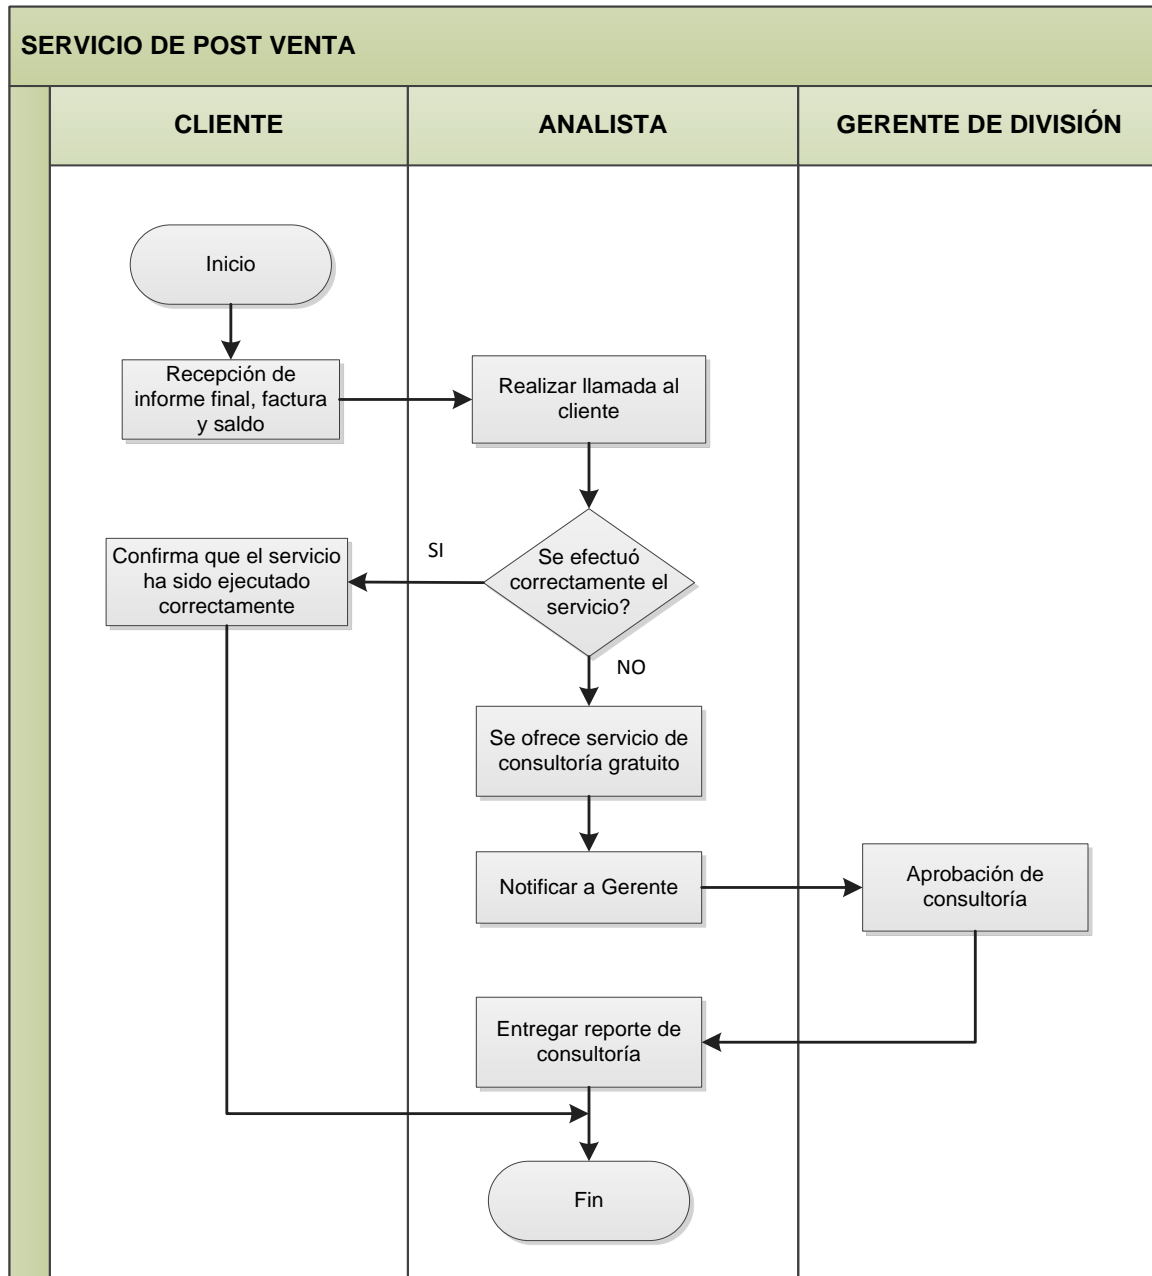 SERVICIO DE POST VENTA
CLIENTE
ANALISTA
GERENTE DE DIVISIÓN
Inicio
Recepción de
informe final, factura
y saldo
Realizar llamada al
cliente
Se efectuó
correctamente el
servicio?
SI
Confirma que el servicio
ha sido ejecutado
correctamente
NO
Se ofrece servicio de
consultoría gratuito
Notificar a Gerente
Aprobación de
consultoría
Entregar reporte de
consultoría
Fin